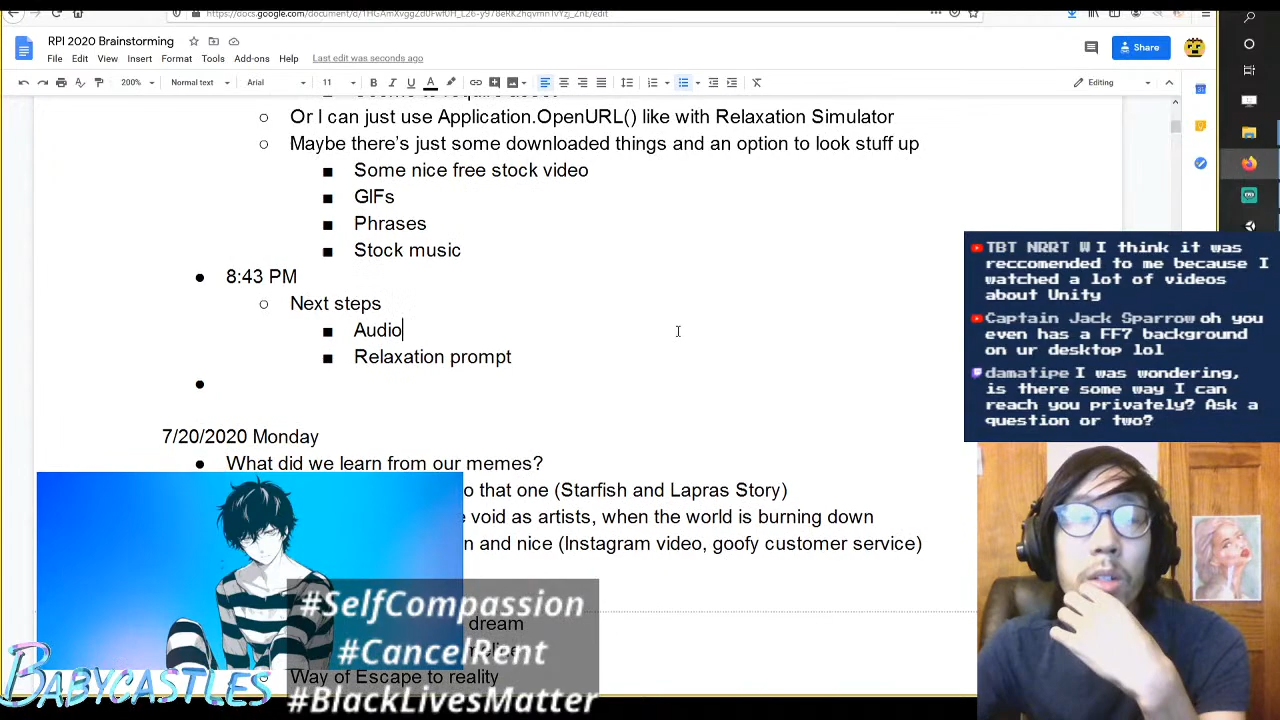 RPI 2020 Brainstorming
File Edit View Insert Format Tools Add-ons Help Last edit was seconds ago
Share
200% Normal text Arial 11 Editing
Or I can just use Application.OpenURL() like with Relaxation Simulator
Maybe there's just some downloaded things and an option to look stuff up
Some nice free stock video
GIFs
Phrases
Stock music
8:43 PM
Next steps
Audio
Relaxation prompt
7/20/2020 Monday
What did we learn from our memes?
o that one (Starfish and Lapras Story)
void as artists, when the world is burning down
n and nice (Instagram video, goofy customer service)
dream
Way of Escape to reality
TBT NRRT W I think it was
reccomended to me because I
watched a lot of videos
about Unity
Captain Jack Sparrow oh you
even has a FF7 background
on ur desktop lol
damatipe I was wondering,
is there some way I can
reach you privately? Ask a
question or two?
#SelfCompassion
#CancelRent
#BlackLivesMatter
BABYCASTLES